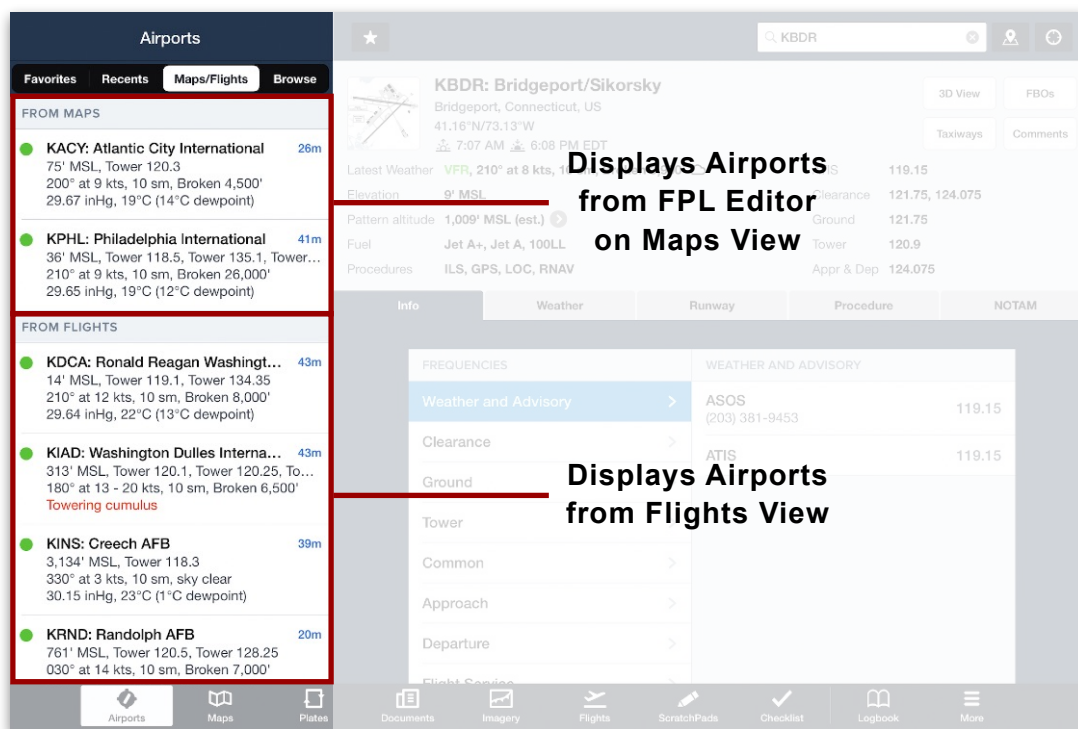 Airports
KBDR
Favorites Recents Maps/Flights Browse
FROM MAPS
KACY: Atlantic City International 26m
75' MSL, Tower 120.3
200° at 9 kts, 10 sm, Broken 4,500'
29.67 inHg, 19°C (14°C dewpoint)
KPHL: Philadelphia International 41m
36' MSL, Tower 118.5, Tower 135.1, Tower...
210° at 9 kts, 10 sm, Broken 26,000'
29.65 inHg, 19°C (12°C dewpoint)
FROM FLIGHTS
KDCA: Ronald Reagan Washingt... 43m
14' MSL, Tower 119.1, Tower 134.35
210° at 12 kts, 10 sm, Broken 8,000'
29.64 inHg, 22°C (13°C dewpoint)
KIAD: Washington Dulles Interna... 43m
313' MSL, Tower 120.1, Tower 120.25, To...
180° at 13 - 20 kts, 10 sm, Broken 6,500'
Towering cumulus
KINS: Creech AFB 39m
3,134' MSL, Tower 118.3
330° at 3 kts, 10 sm, sky clear
30.15 inHg, 23°C (1°C dewpoint)
KRND: Randolph AFB 20m
761' MSL, Tower 120.5, Tower 128.25
030° at 14 kts, 10 sm, Broken 7,000'
KBDR: Bridgeport/Sikorsky
Bridgeport, Connecticut, US
41.16°N/73.13°W
7:07 AM 6:08 PM EDT
3D View FBOs
Taxiways Comments
Latest Weather VFR, 210° at 8 kts, 119.15
Elevation 9' MSL Clearance 121.75, 124.075
Pattern altitude 1,009' MSL (est.) Ground 121.75
Fuel Jet A+, Jet A, 100LL Tower 120.9
Procedures ILS, GPS, LOC, RNAV Appr & Dep 124.075
Displays Airports
from FPL Editor
on Maps View
Info Weather Runway Procedure NOTAM
FREQUENCIES WEATHER AND ADVISORY
Weather and Advisory ASOS 119.15
(203) 381-9453
Clearance
ATIS 119.15
Ground
Tower
Common
Approach
Departure
Flight Service
Displays Airports
from Flights View
Airports Maps Plates Documents Imagery Flights ScratchPads Checklist Logbook More